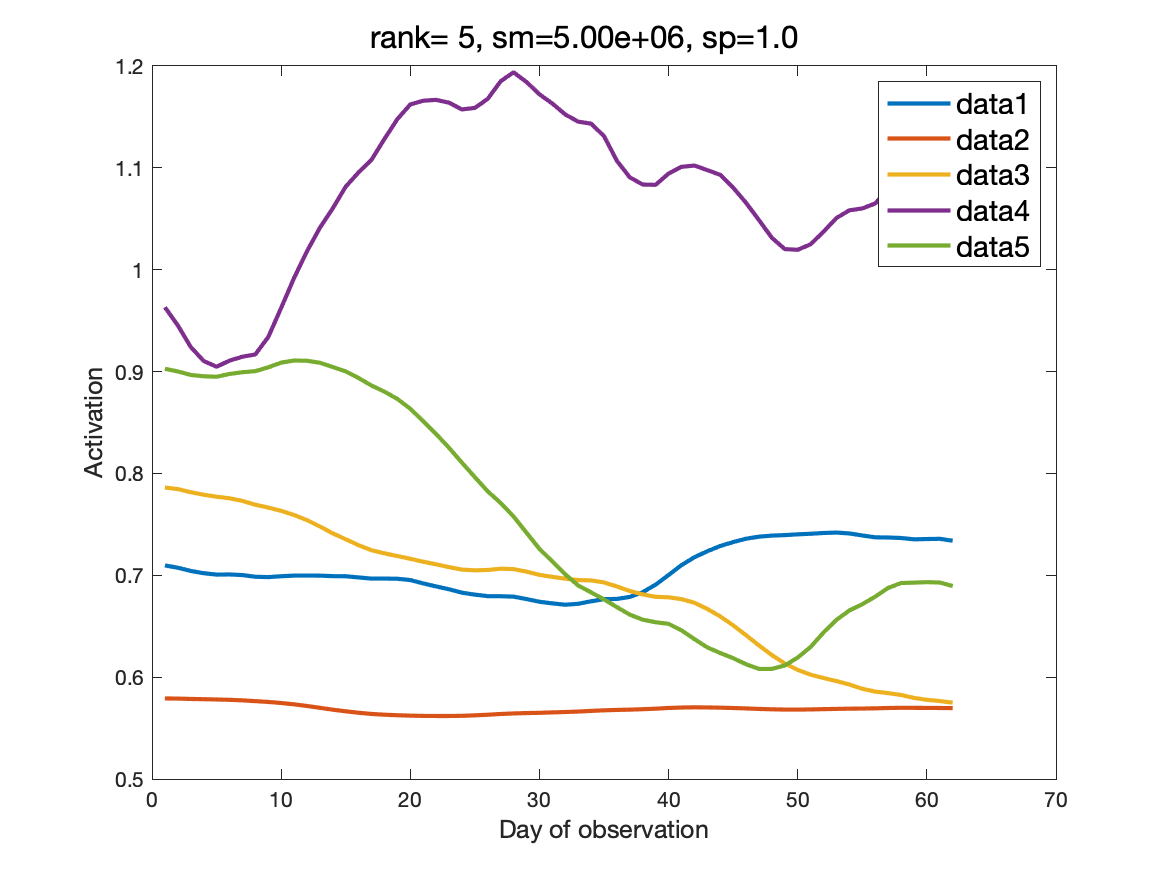 rank= 5, sm=5.00e+06, sp=1.0
1.2
1.1
1
0.9
0.8
0.7
0.6
0.5
Activation
data1
data2
data3
data4
data5
0 10 20 30 40 50 60 70
Day of observation